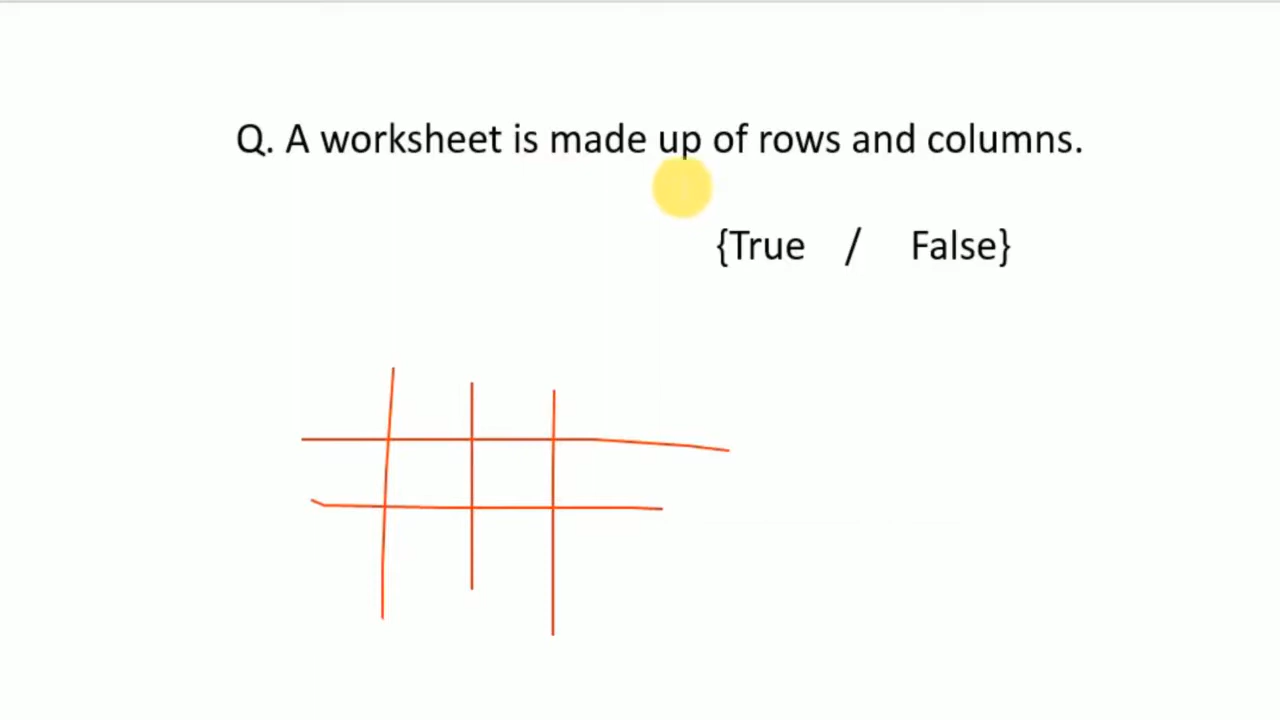 Q. A worksheet is made up of rows and columns.
{True / False}